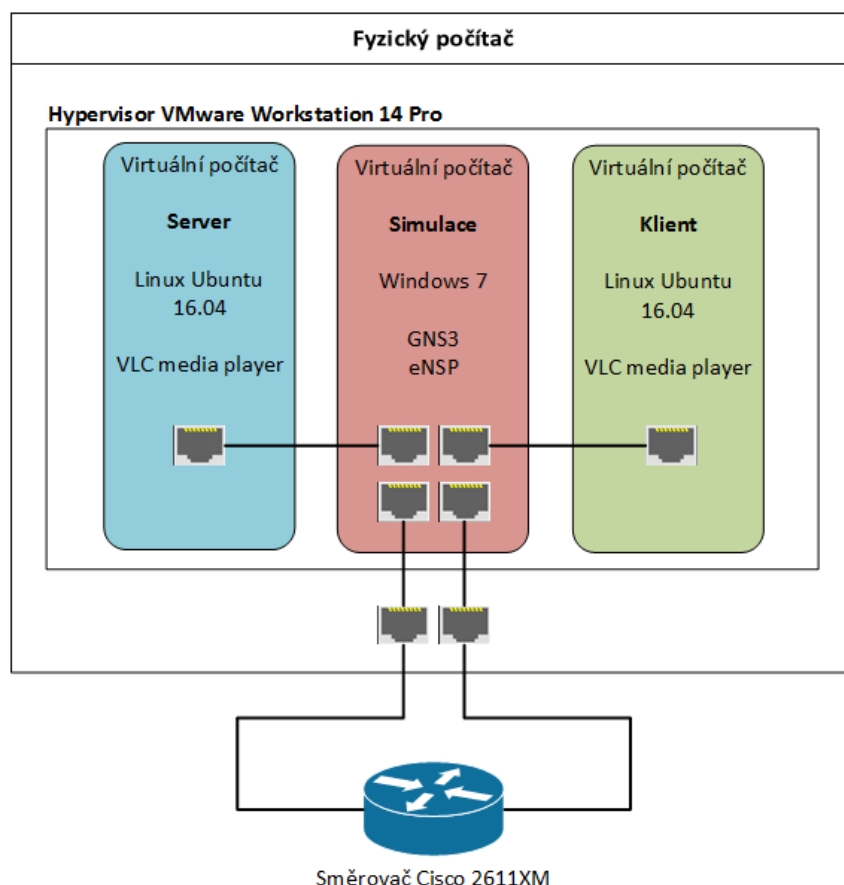 Fyzický počítač
Hypervisor VMware Workstation 14 Pro
Virtuální počítač
Server
Linux Ubuntu
16.04
VLC media player
Virtuální počítač
Simulace
Windows 7
GNS3
eNSP
Virtuální počítač
Klient
Linux Ubuntu
16.04
VLC media player
Směrovač Cisco 2611XM